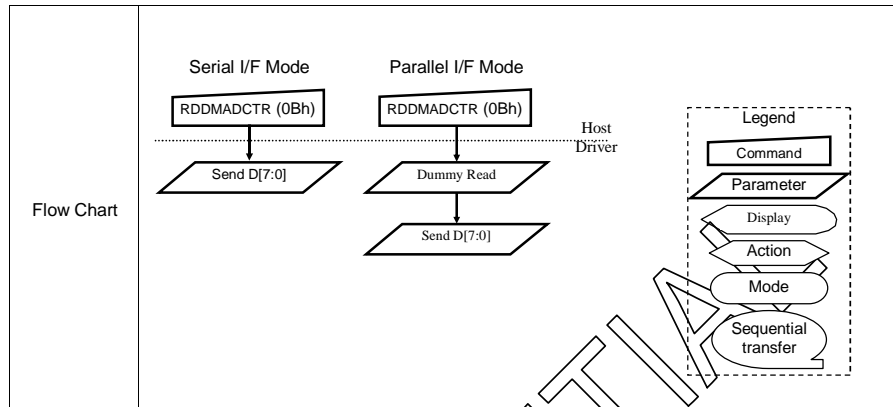 Flow Chart
Serial I/F Mode
Parallel I/F Mode
RDDMADCTR (0Bh)
RDDMADCTR (0Bh)
Host
Driver
Send D[7:0]
Dummy Read
Send D[7:0]
Legend
Command
Parameter
Display
Action
Mode
Sequential
transfer